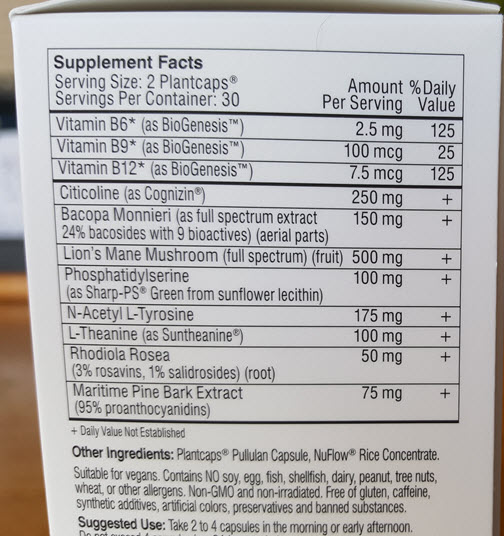 Supplement Facts
Serving Size: 2 Plantcaps®
Servings Per Container: 30
Amount Per Serving %Daily Value
Vitamin B6* (as BioGenesis™) 2.5 mg 125
Vitamin B9* (as BioGenesis™) 100 mcg 25
Vitamin B12* (as BioGenesis™) 7.5 mcg 125
Citicoline (as Cognizin®) 250 mg +
Bacopa Monnieri (as full spectrum extract 150 mg +
24% bacosides with 9 bioactives) (aerial parts)
Lion's Mane Mushroom (full spectrum) (fruit) 500 mg +
Phosphatidylserine 100 mg +
(as Sharp-PS® Green from sunflower lecithin)
N-Acetyl L-Tyrosine 175 mg +
L-Theanine (as Suntheanine®) 100 mg +
Rhodiola Rosea 50 mg +
(3% rosavins, 1% salidrosides) (root)
Maritime Pine Bark Extract 75 mg +
(95% proanthocyanidins)
+ Daily Value Not Established
Other Ingredients: Plantcaps® Pullulan Capsule, NuFlow® Rice Concentrate.
Suitable for vegans. Contains NO soy, egg, fish, shellfish, dairy, peanut, tree nuts,
wheat, or other allergens. Non-GMO and non-irradiated. Free of gluten, caffeine,
synthetic additives, artificial colors, preservatives and banned substances.
Suggested Use: Take 2 to 4 capsules in the morning or early afternoon.